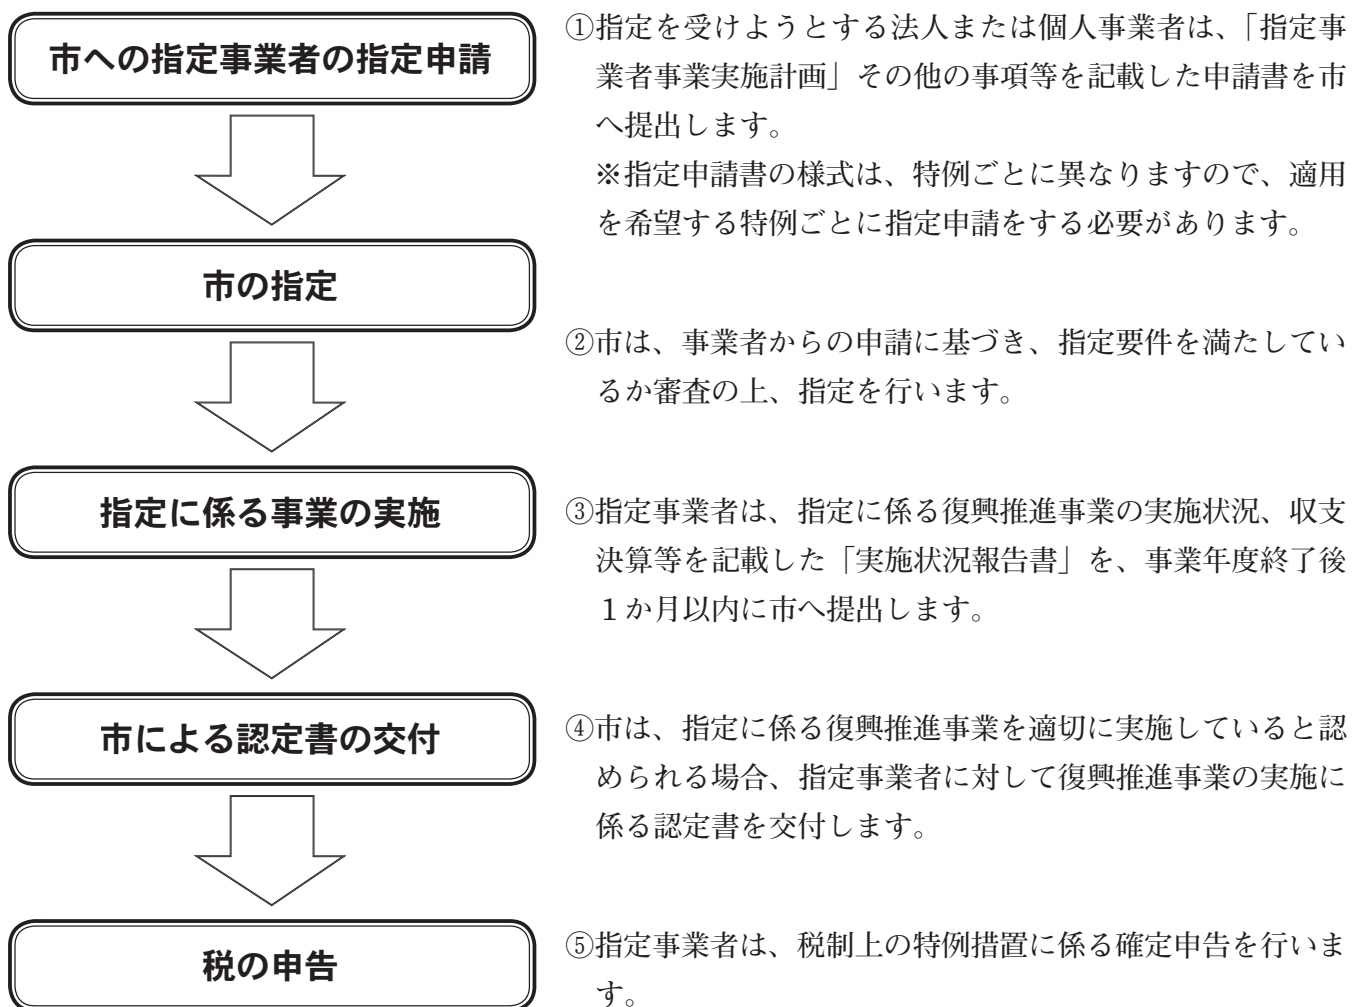 市への指定事業者の指定申請
①指定を受けようとする法人または個人事業者は、「指定事
業者事業実施計画」その他の事項等を記載した申請書を市
へ提出します。
※指定申請書の様式は、特例ごとに異なりますので、適用
を希望する特例ごとに指定申請をする必要があります。
市の指定
②市は、事業者からの申請に基づき、指定要件を満たしてい
るか審査の上、指定を行います。
指定に係る事業の実施
③指定事業者は、指定に係る復興推進事業の実施状況、収支
決算等を記載した「実施状況報告書」を、事業年度終了後
１か月以内に市へ提出します。
市による認定書の交付
④市は、指定に係る復興推進事業を適切に実施していると認
められる場合、指定事業者に対して復興推進事業の実施に
係る認定書を交付します。
税の申告
⑤指定事業者は、税制上の特例措置に係る確定申告を行いま
す。